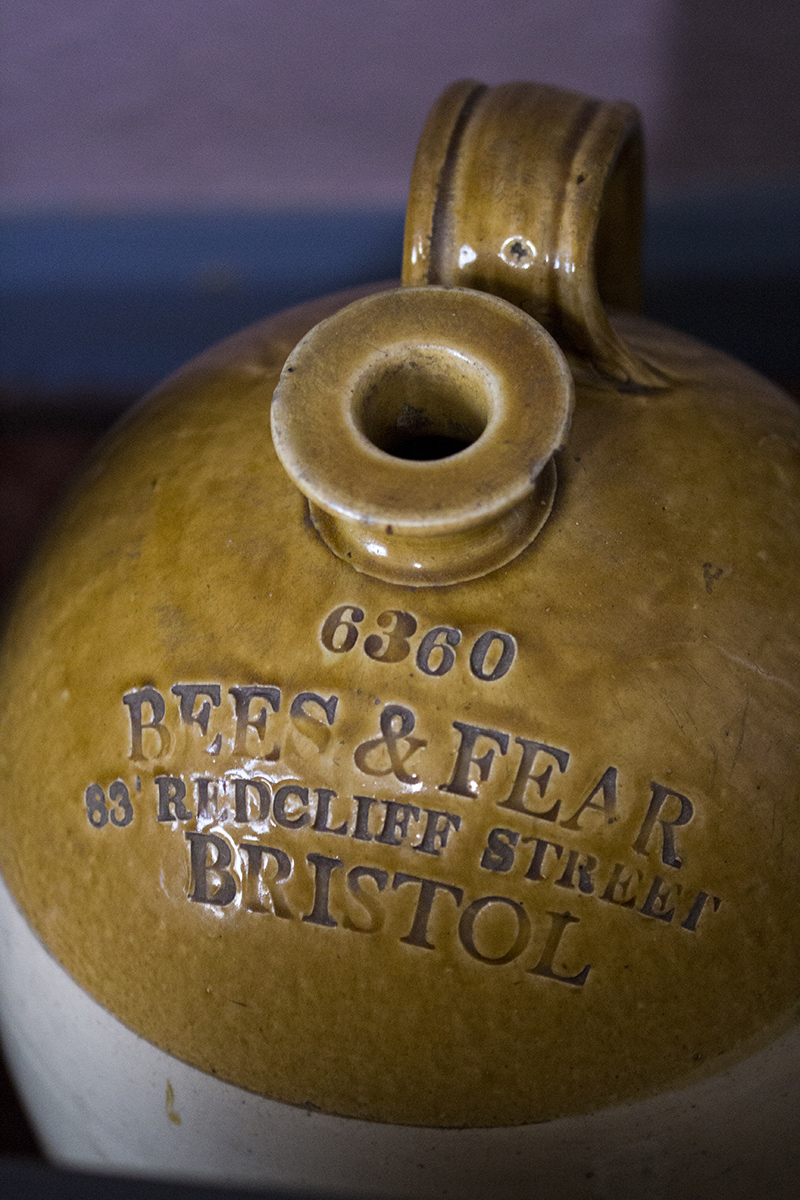 6360
BEES & FEAR
83' REDCLIFF STREET
BRISTOL